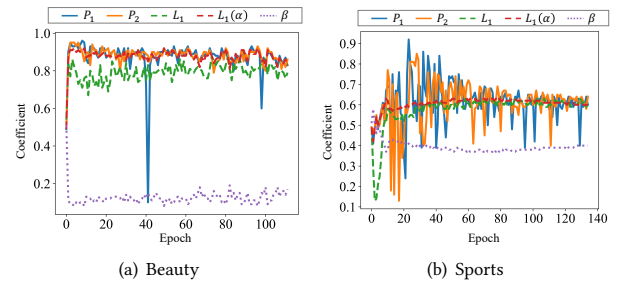 P₁ P₂ L₁ L₁(α) β
1.0
0.8
0.6
0.4
0.2
Coefficient
0 20 40 60 80 100
Epoch
(a) Beauty
P₁ P₂ L₁ L₁(α) β
0.9
0.8
0.7
0.6
0.5
0.4
0.3
0.2
0.1
Coefficient
0 20 40 60 80 100 120 140
Epoch
(b) Sports